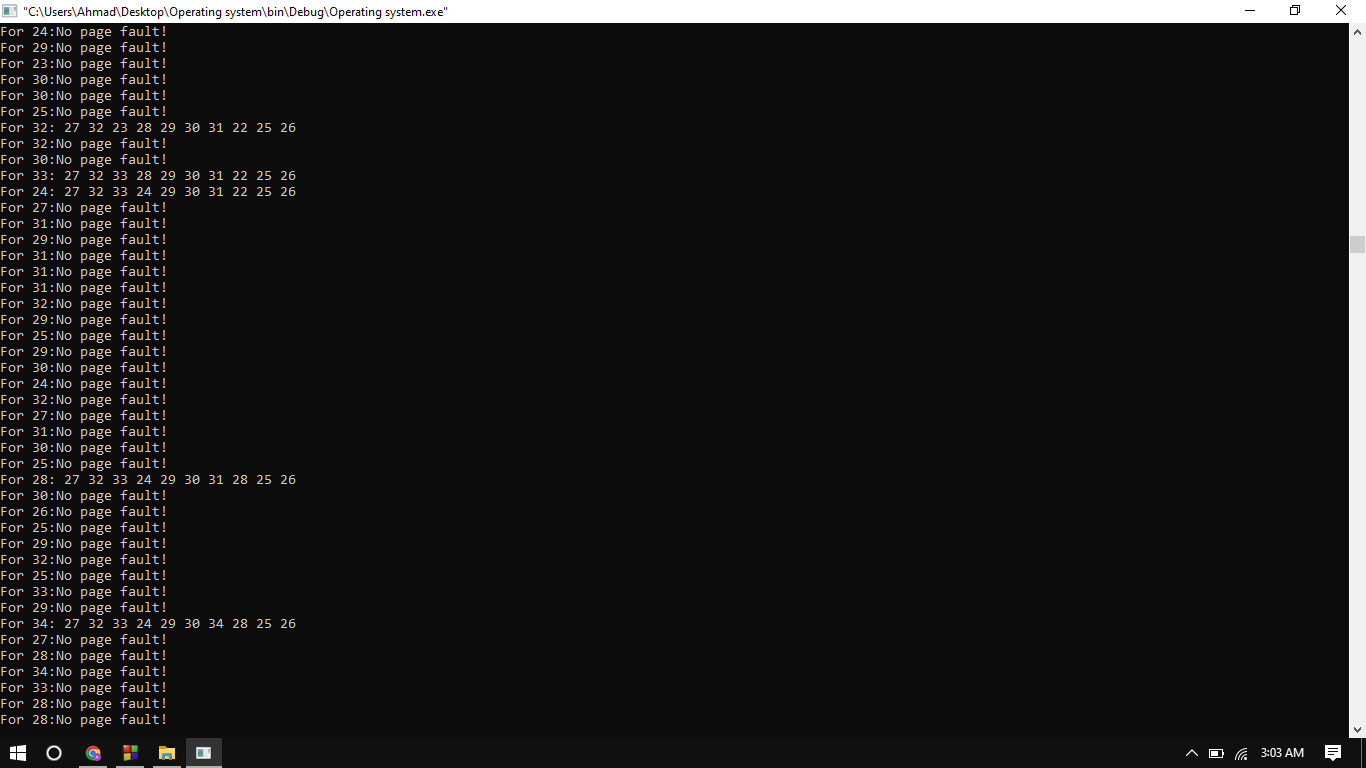 "C:\Users\Ahmad\Desktop\Operating system\bin\Debug\Operating system.exe"
For 24:No page fault!
For 29:No page fault!
For 23:No page fault!
For 30:No page fault!
For 30:No page fault!
For 25:No page fault!
For 32: 27 32 23 28 29 30 31 22 25 26
For 32:No page fault!
For 30:No page fault!
For 33: 27 32 33 28 29 30 31 22 25 26
For 24: 27 32 33 24 29 30 31 22 25 26
For 27:No page fault!
For 31:No page fault!
For 29:No page fault!
For 31:No page fault!
For 31:No page fault!
For 31:No page fault!
For 32:No page fault!
For 29:No page fault!
For 25:No page fault!
For 29:No page fault!
For 30:No page fault!
For 24:No page fault!
For 32:No page fault!
For 27:No page fault!
For 31:No page fault!
For 30:No page fault!
For 25:No page fault!
For 28: 27 32 33 24 29 30 31 28 25 26
For 30:No page fault!
For 26:No page fault!
For 25:No page fault!
For 29:No page fault!
For 32:No page fault!
For 25:No page fault!
For 33:No page fault!
For 29:No page fault!
For 34: 27 32 33 24 29 30 34 28 25 26
For 27:No page fault!
For 28:No page fault!
For 34:No page fault!
For 33:No page fault!
For 28:No page fault!
For 28:No page fault!
3:03 AM